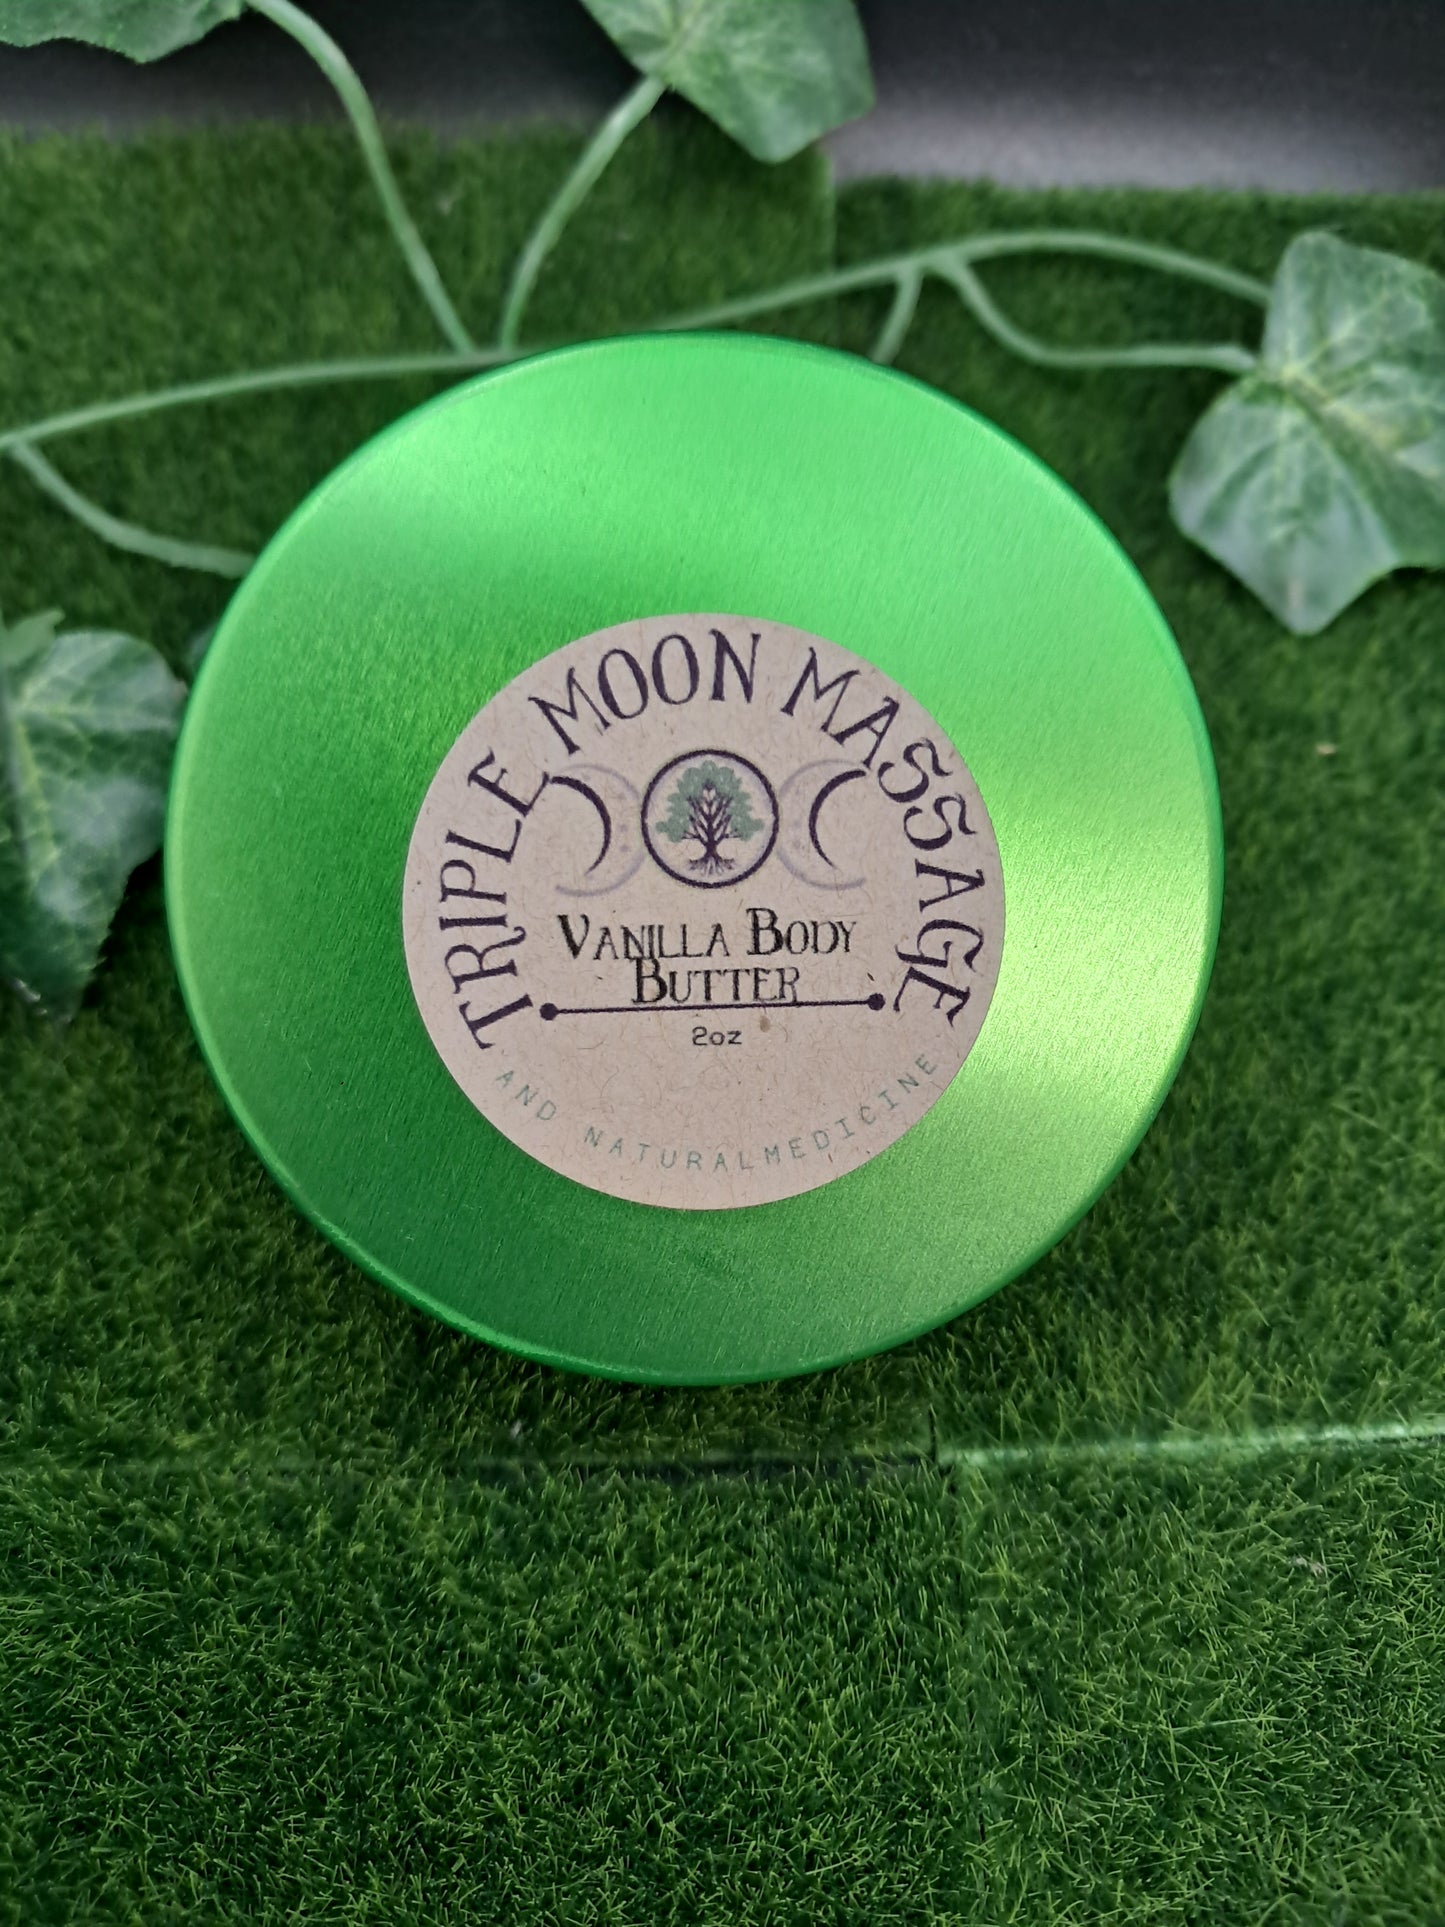 TRIPLE MOON MASSAGE
VANILLA BODY
BUTTER
2oz
AND NATURALMEDICINE